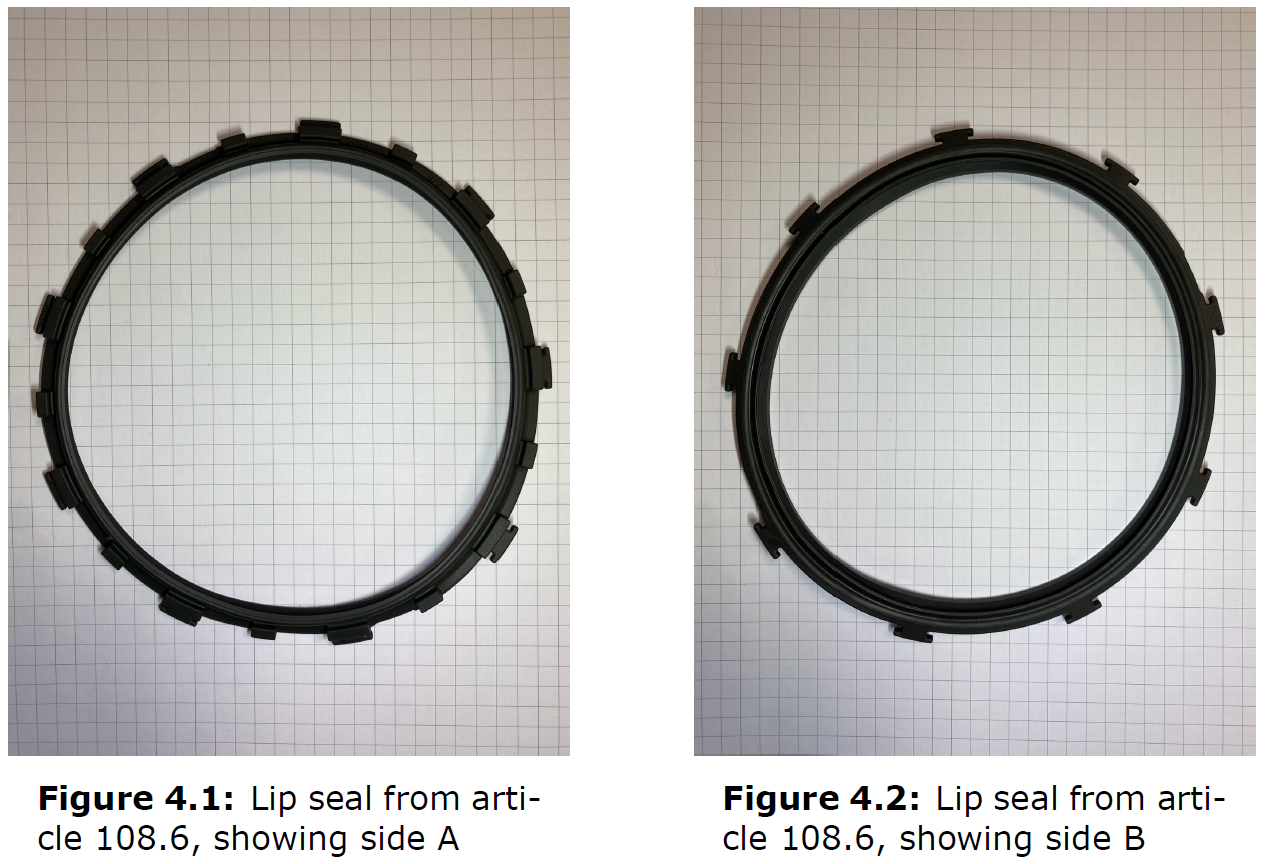 Figure 4.1: Lip seal from arti-
cle 108.6, showing side A
Figure 4.2: Lip seal from arti-
cle 108.6, showing side B